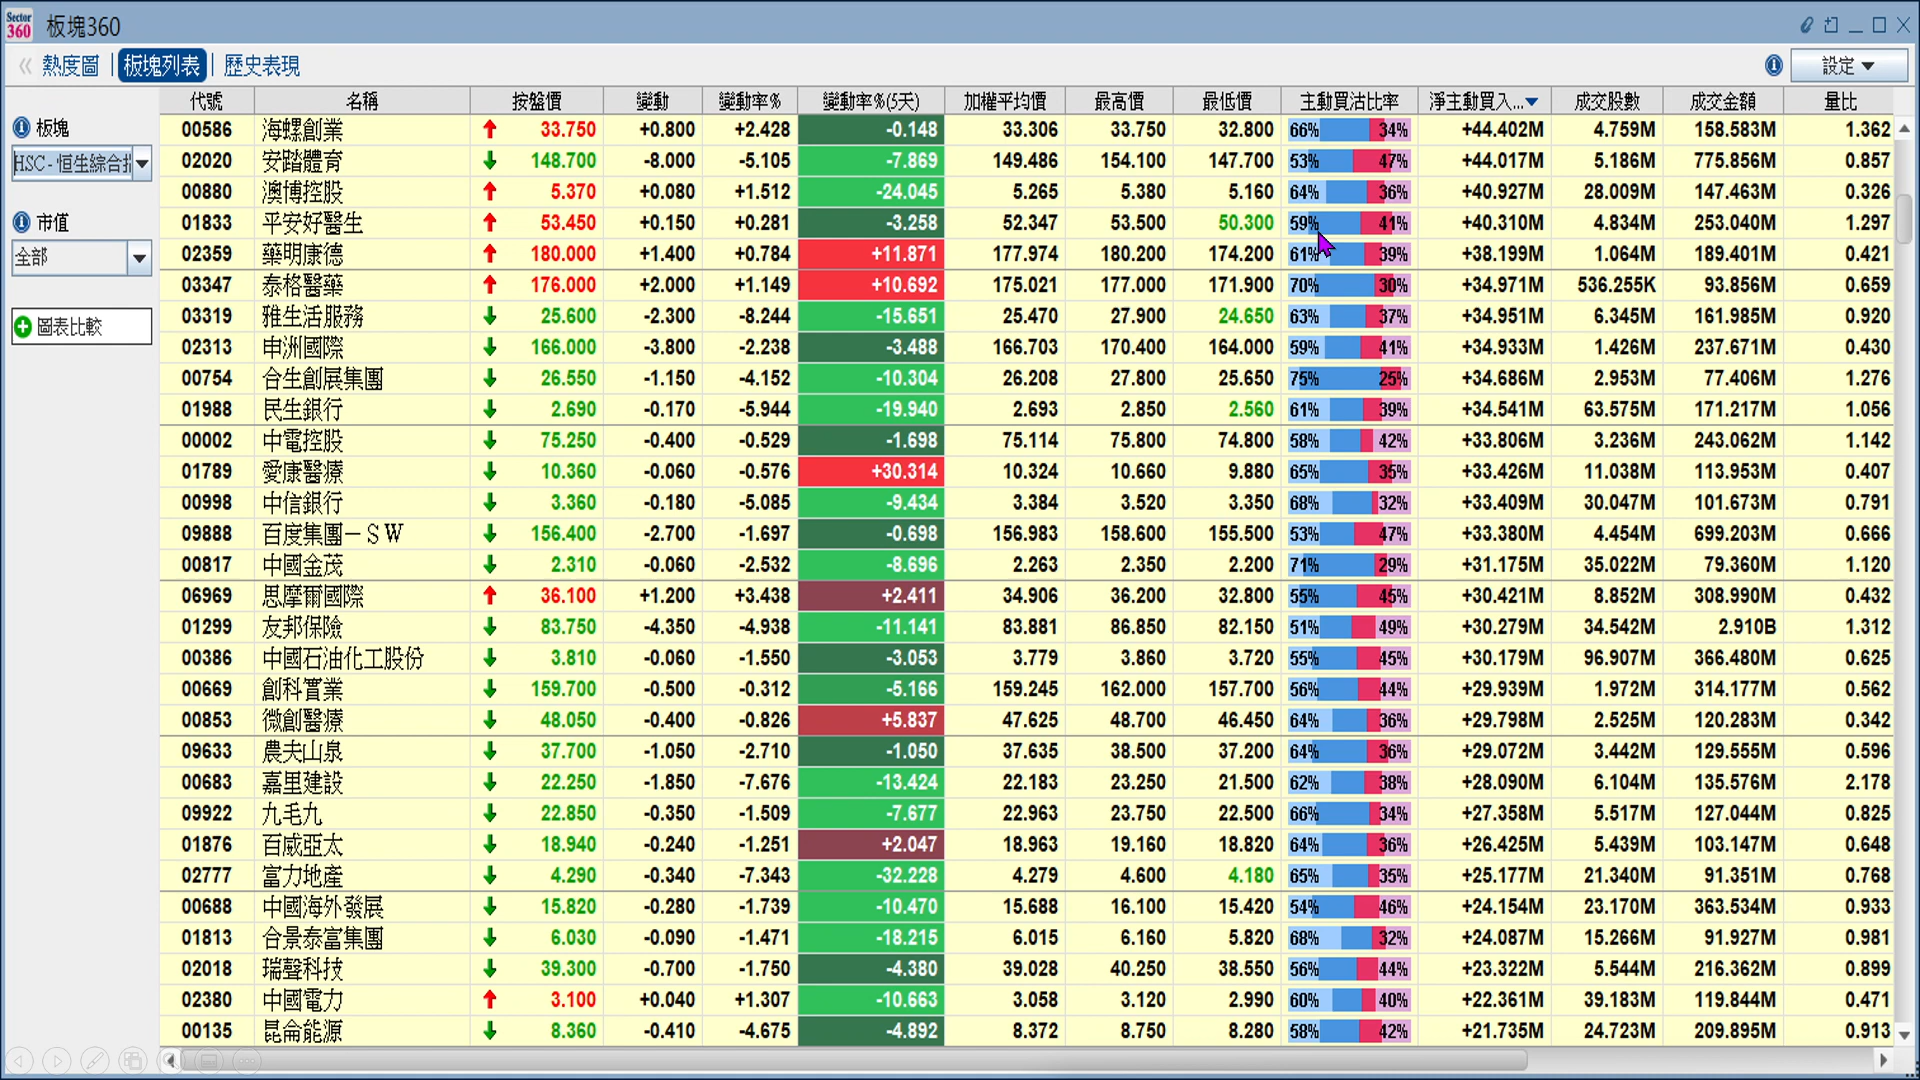 Sector 360 板塊360
熱度圖 板塊列表 歷史表現 設定
代號 名稱 按盤價 變動 變動率% 變動率%(5天) 加權平均價 最高價 最低價 主動買沽比率 淨主動買入... 成交股數 成交金額 量比
板塊
HSC - 恒生綜合指
市值
全部
圖表比較
00586 海螺創業 33.750 +0.800 +2.428 -0.148 33.306 33.750 32.800 66% 34% +44.402M 4.759M 158.583M 1.362
02020 安踏體育 148.700 -8.000 -5.105 -7.869 149.486 154.100 147.700 53% 47% +44.017M 5.186M 775.856M 0.857
00880 澳博控股 5.370 +0.080 +1.512 -24.045 5.265 5.380 5.160 64% 36% +40.927M 28.009M 147.463M 0.326
01833 平安好醫生 53.450 +0.150 +0.281 -3.258 52.347 53.500 50.300 59% 41% +40.310M 4.834M 253.040M 1.297
02359 藥明康德 180.000 +1.400 +0.784 +11.871 177.974 180.200 174.200 61% 39% +38.199M 1.064M 189.401M 0.421
03347 泰格醫藥 176.000 +2.000 +1.149 +10.692 175.021 177.000 171.900 70% 30% +34.971M 536.255K 93.856M 0.659
03319 雅生活服務 25.600 -2.300 -8.244 -15.651 25.470 27.900 24.650 63% 37% +34.951M 6.345M 161.985M 0.920
02313 申洲國際 166.000 -3.800 -2.238 -3.488 166.703 170.400 164.000 59% 41% +34.933M 1.426M 237.671M 0.430
00754 合生創展集團 26.550 -1.150 -4.152 -10.304 26.208 27.800 25.650 75% 25% +34.686M 2.953M 77.406M 1.276
01988 民生銀行 2.690 -0.170 -5.944 -19.940 2.693 2.850 2.560 61% 39% +34.541M 63.575M 171.217M 1.056
00002 中電控股 75.250 -0.400 -0.529 -1.698 75.114 75.800 74.800 58% 42% +33.806M 3.236M 243.062M 1.142
01789 愛康醫療 10.360 -0.060 -0.576 +30.314 10.324 10.660 9.880 65% 35% +33.426M 11.038M 113.953M 0.407
00998 中信銀行 3.360 -0.180 -5.085 -9.434 3.384 3.520 3.350 68% 32% +33.409M 30.047M 101.673M 0.791
09888 百度集團－ＳＷ 156.400 -2.700 -1.697 -0.698 156.983 158.600 155.500 53% 47% +33.380M 4.454M 699.203M 0.666
00817 中國金茂 2.310 -0.060 -2.532 -8.696 2.263 2.350 2.200 71% 29% +31.175M 35.022M 79.360M 1.120
06969 思摩爾國際 36.100 +1.200 +3.438 +2.411 34.906 36.200 32.800 55% 45% +30.421M 8.852M 308.990M 0.432
01299 友邦保險 83.750 -4.350 -4.938 -11.141 83.881 86.850 82.150 51% 49% +30.279M 34.542M 2.910B 1.312
00386 中國石油化工股份 3.810 -0.060 -1.550 -3.053 3.779 3.860 3.720 55% 45% +30.179M 96.907M 366.480M 0.625
00669 創科實業 159.700 -0.500 -0.312 -5.166 159.245 162.000 157.700 56% 44% +29.939M 1.972M 314.177M 0.562
00853 微創醫療 48.050 -0.400 -0.826 +5.837 47.625 48.700 46.450 64% 36% +29.798M 2.525M 120.283M 0.342
09633 農夫山泉 37.700 -1.050 -2.710 -1.050 37.635 38.500 37.200 64% 36% +29.072M 3.442M 129.555M 0.596
00683 嘉里建設 22.250 -1.850 -7.676 -13.424 22.183 23.250 21.500 62% 38% +28.090M 6.104M 135.576M 2.178
09922 九毛九 22.850 -0.350 -1.509 -7.677 22.963 23.750 22.500 66% 34% +27.358M 5.517M 127.044M 0.825
01876 百威亞太 18.940 -0.240 -1.251 +2.047 18.963 19.160 18.820 64% 36% +26.425M 5.439M 103.147M 0.648
02777 富力地產 4.290 -0.340 -7.343 -32.228 4.279 4.600 4.180 65% 35% +25.177M 21.340M 91.351M 0.768
00688 中國海外發展 15.820 -0.280 -1.739 -10.470 15.688 16.100 15.420 54% 46% +24.154M 23.170M 363.534M 0.933
01813 合景泰富集團 6.030 -0.090 -1.471 -18.215 6.015 6.160 5.820 68% 32% +24.087M 15.266M 91.927M 0.981
02018 瑞聲科技 39.300 -0.700 -1.750 -4.380 39.028 40.250 38.550 56% 44% +23.322M 5.544M 216.362M 0.899
02380 中國電力 3.100 +0.040 +1.307 -10.663 3.058 3.120 2.990 60% 40% +22.361M 39.183M 119.844M 0.471
00135 昆侖能源 8.360 -0.410 -4.675 -4.892 8.372 8.750 8.280 58% 42% +21.735M 24.723M 209.895M 0.913